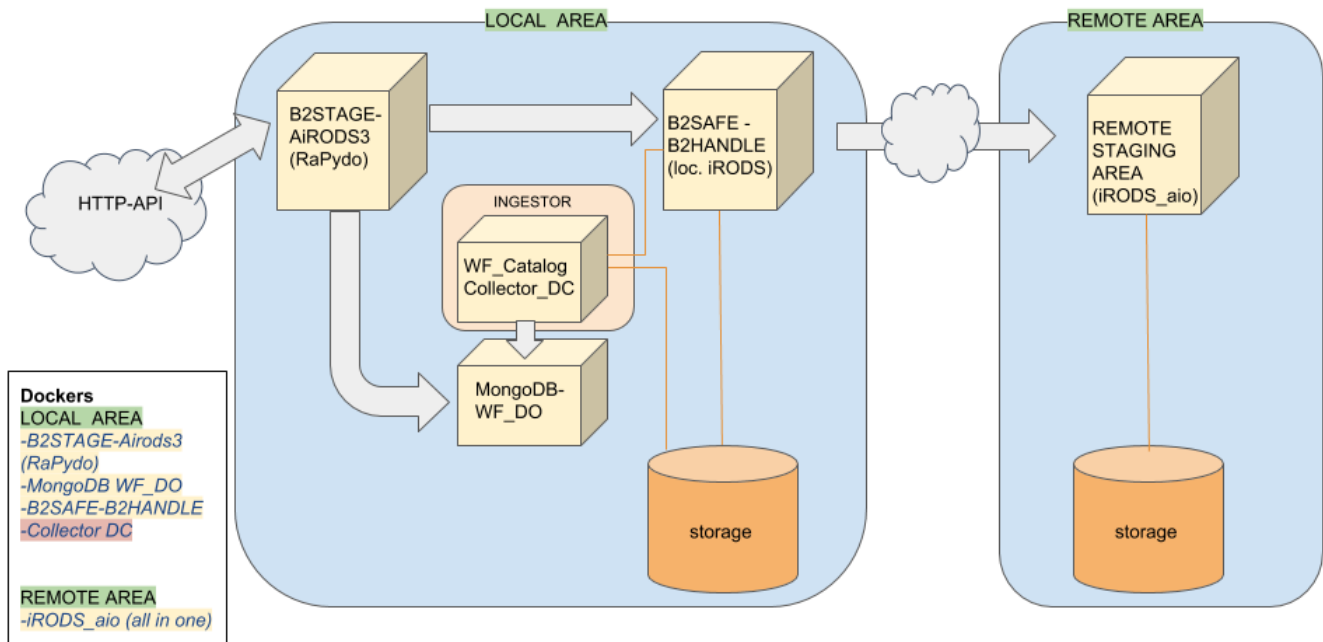 LOCAL AREA
REMOTE AREA
B2STAGE-
AiRODS3
(RaPydo)
B2SAFE -
B2HANDLE
(loc. iRODS)
REMOTE
STAGING
AREA
(iRODS_aio)
HTTP-API
INGESTOR
WF_Catalog
Collector_DC
MongoDB-
WF_DO
storage
storage
Dockers
LOCAL AREA
-B2STAGE-Airods3
(RaPydo)
-MongoDB WF_DO
-B2SAFE-B2HANDLE
-Collector DC
REMOTE AREA
-iRODS_aio (all in one)